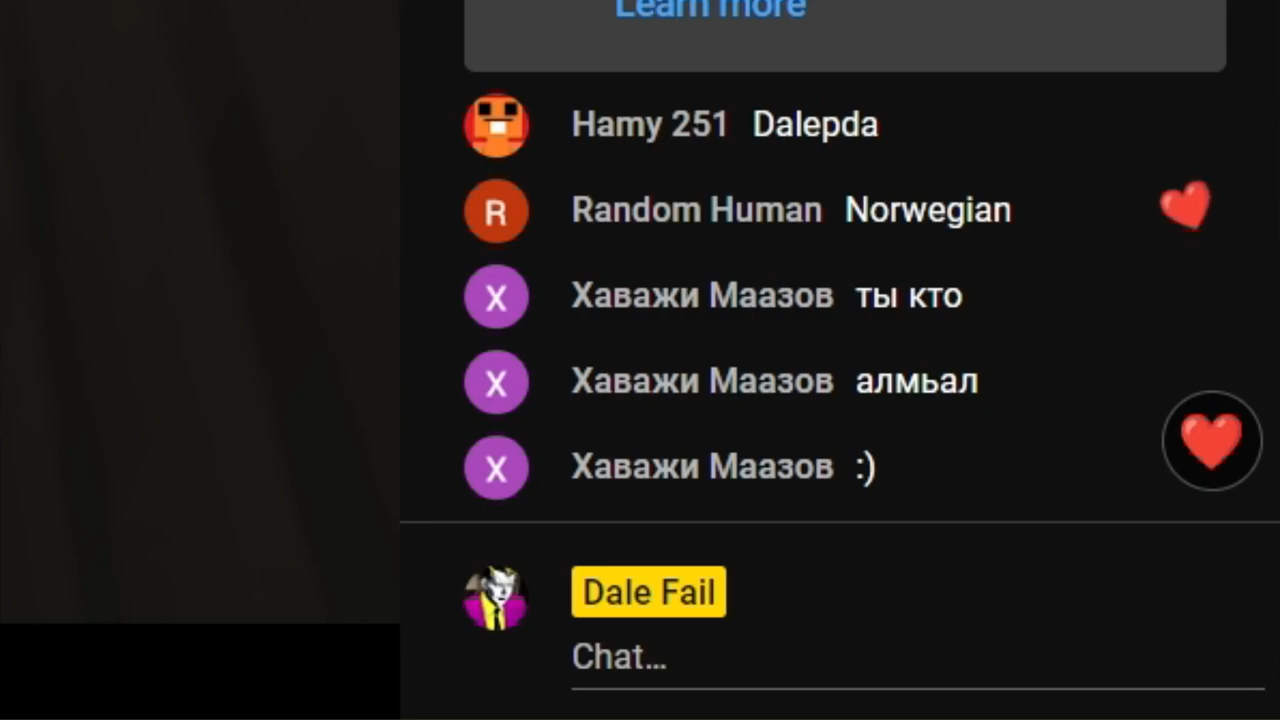 Learn more
Hamy 251 Dalepda
R Random Human Norwegian
X Хаважи Маазов ты кто
X Хаважи Маазов алмьал
X Хаважи Маазов :)
Dale Fail
Chat...